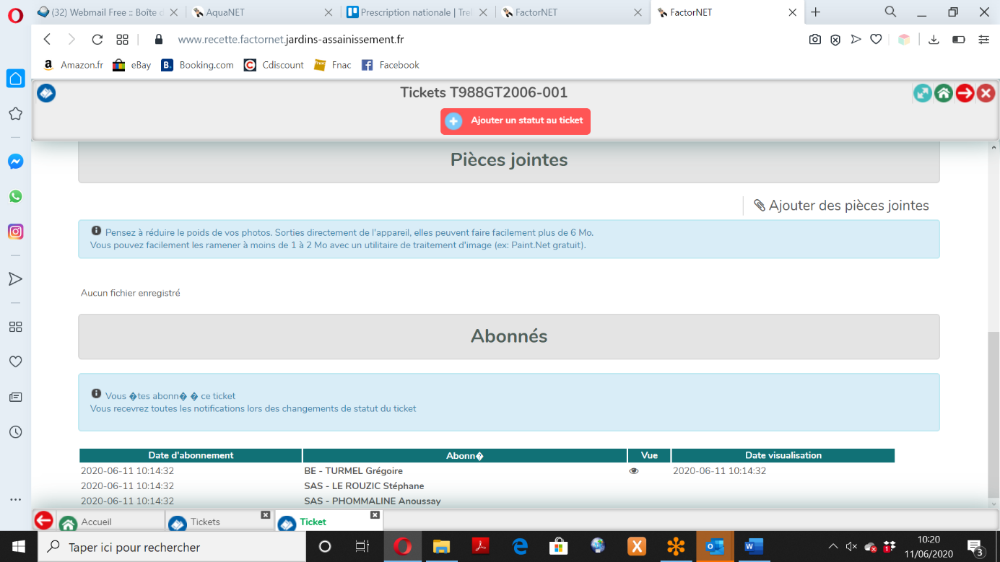 (32) Webmail Free :: Boîte d
AquaNET
Prescription nationale | Trel
FactorNET
FactorNET
www.recette.factornet.jardins-assainissement.fr
Amazon.fr
eBay
Booking.com
Cdiscount
Fnac
Facebook
Tickets T988GT2006-001
Ajouter un statut au ticket
Pièces jointes
Ajouter des pièces jointes
Pensez à réduire le poids de vos photos. Sorties directement de l'appareil, elles peuvent faire facilement plus de 6 Mo.
Vous pouvez facilement les ramener à moins de 1 à 2 Mo avec un utilitaire de traitement d'image (ex: Paint.Net gratuit).
Aucun fichier enregistré
Abonnés
Vous �tes abonn� � ce ticket
Vous recevrez toutes les notifications lors des changements de statut du ticket
Date d'abonnement Abonn� Vue Date visualisation
2020-06-11 10:14:32 BE - TURMEL Grégoire 2020-06-11 10:14:32
2020-06-11 10:14:32 SAS - LE ROUZIC Stéphane
2020-06-11 10:14:32 SAS - PHOMMALINE Anoussay
Accueil
Tickets
Ticket
Taper ici pour rechercher
10:20
11/06/2020
3